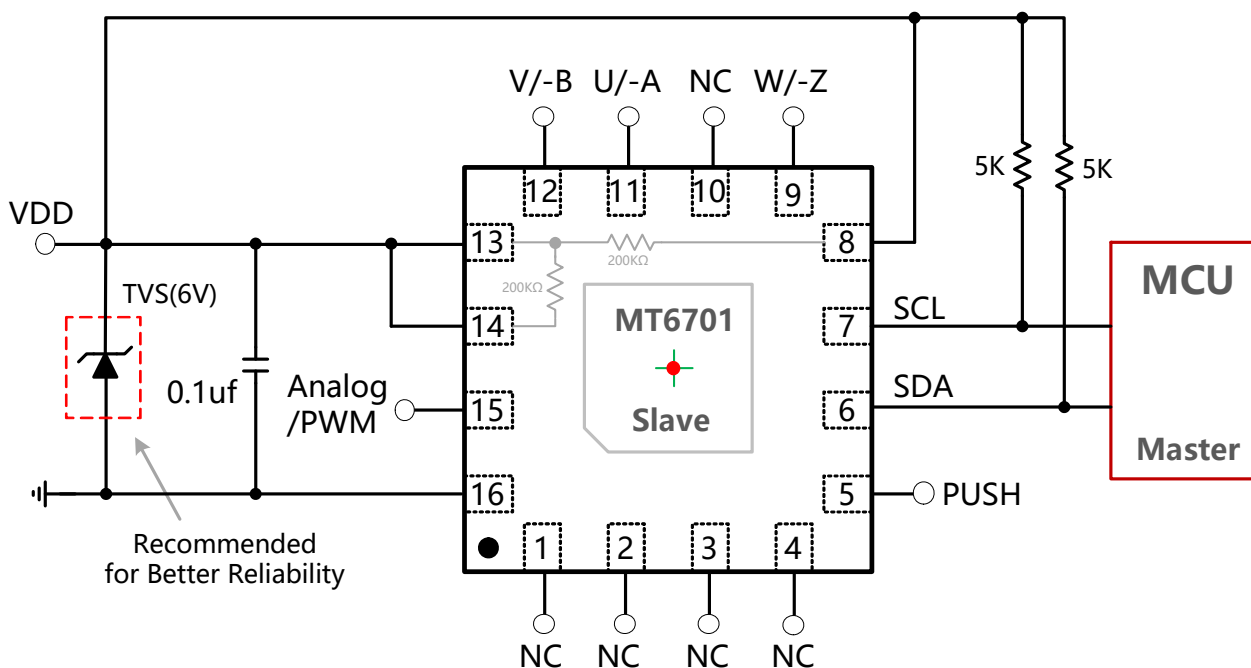 V/-B
U/-A
NC
W/-Z
12
11
10
9
5K
5K
VDD
13
200KΩ
8
MCU
TVS(6V)
200KΩ
14
MT6701
7
SCL
0.1uf
Analog
/PWM
15
Slave
6
SDA
Master
16
5
PUSH
Recommended
for Better Reliability
1
2
3
4
NC
NC
NC
NC